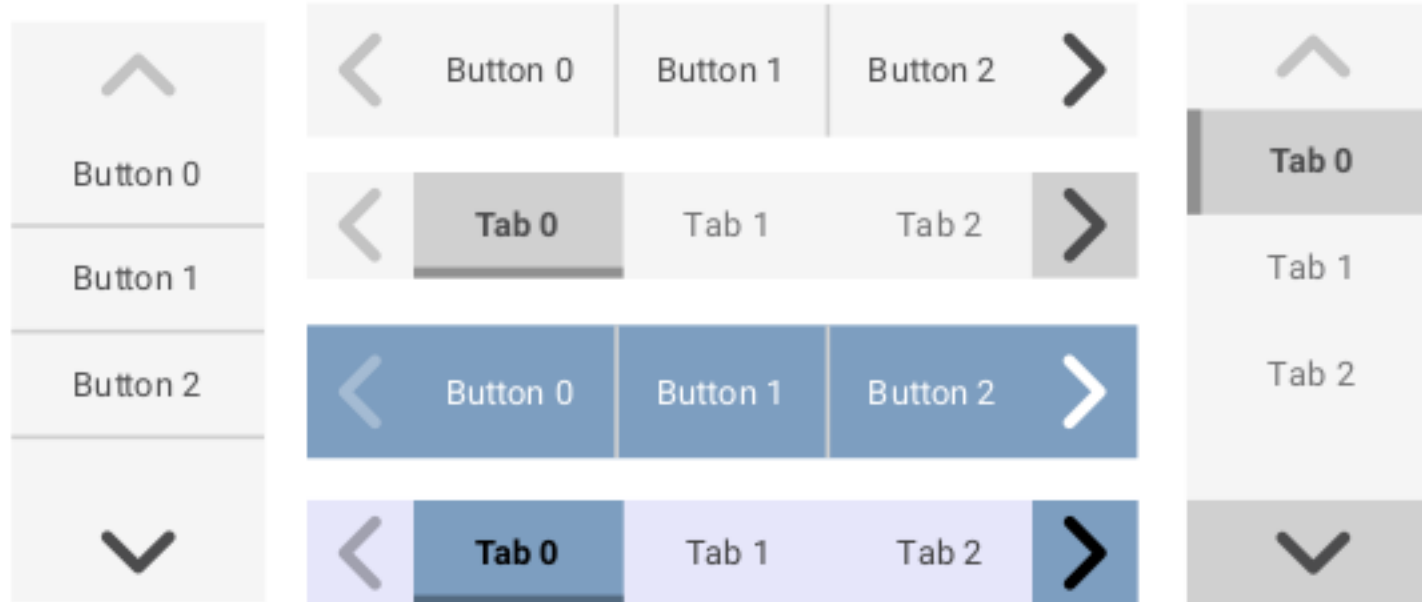 Button 0
Button 1
Button 2
Button 0 Button 1 Button 2
Tab 0 Tab 1 Tab 2
Button 0 Button 1 Button 2
Tab 0 Tab 1 Tab 2
Tab 0
Tab 1
Tab 2